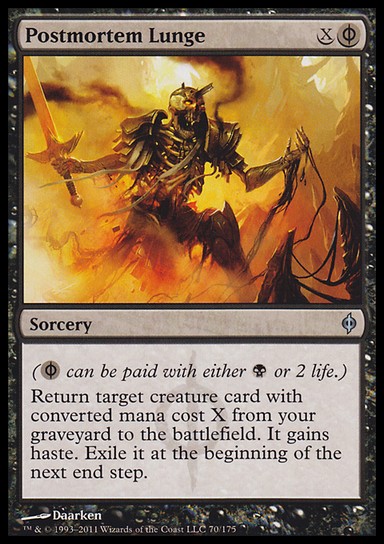 Postmortem Lunge X
Sorcery
( can be paid with either or 2 life.)
Return target creature card with
converted mana cost X from your
graveyard to the battlefield. It gains
haste. Exile it at the beginning of the
next end step.
Daarken
™ & © 1993–2011 Wizards of the Coast LLC 70/175